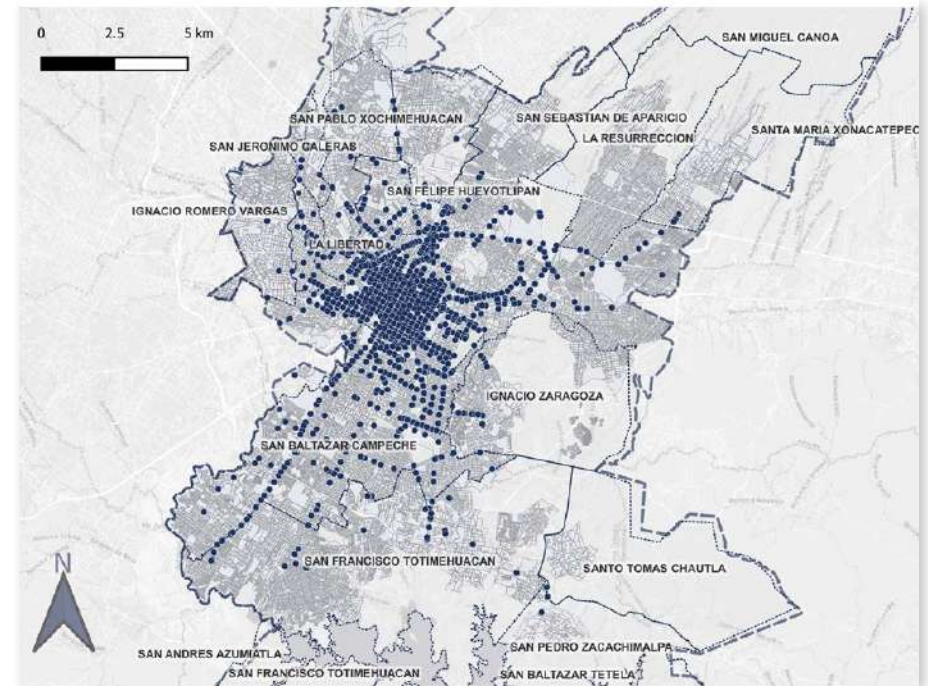 0 2.5 5 km
SAN MIGUEL CANOA
SAN PABLO XOCHIMEHUACAN
SAN SEBASTIAN DE APARICIO
LA RESURRECCION
SANTA MARIA XONACATEPEC
SAN JERONIMO CALERAS
SAN FELIPE HUEYOTLIPAN
IGNACIO ROMERO VARGAS
LA LIBERTAD
IGNACIO ZARAGOZA
SAN BALTAZAR CAMPECHE
SAN FRANCISCO TOTIMEHUACAN
SANTO TOMAS CHAUTLA
N
SAN ANDRES AZUMIATLA
SAN PEDRO ZACACHIMALPA
SAN FRANCISCO TOTIMEHUACAN
SAN BALTAZAR TETELA